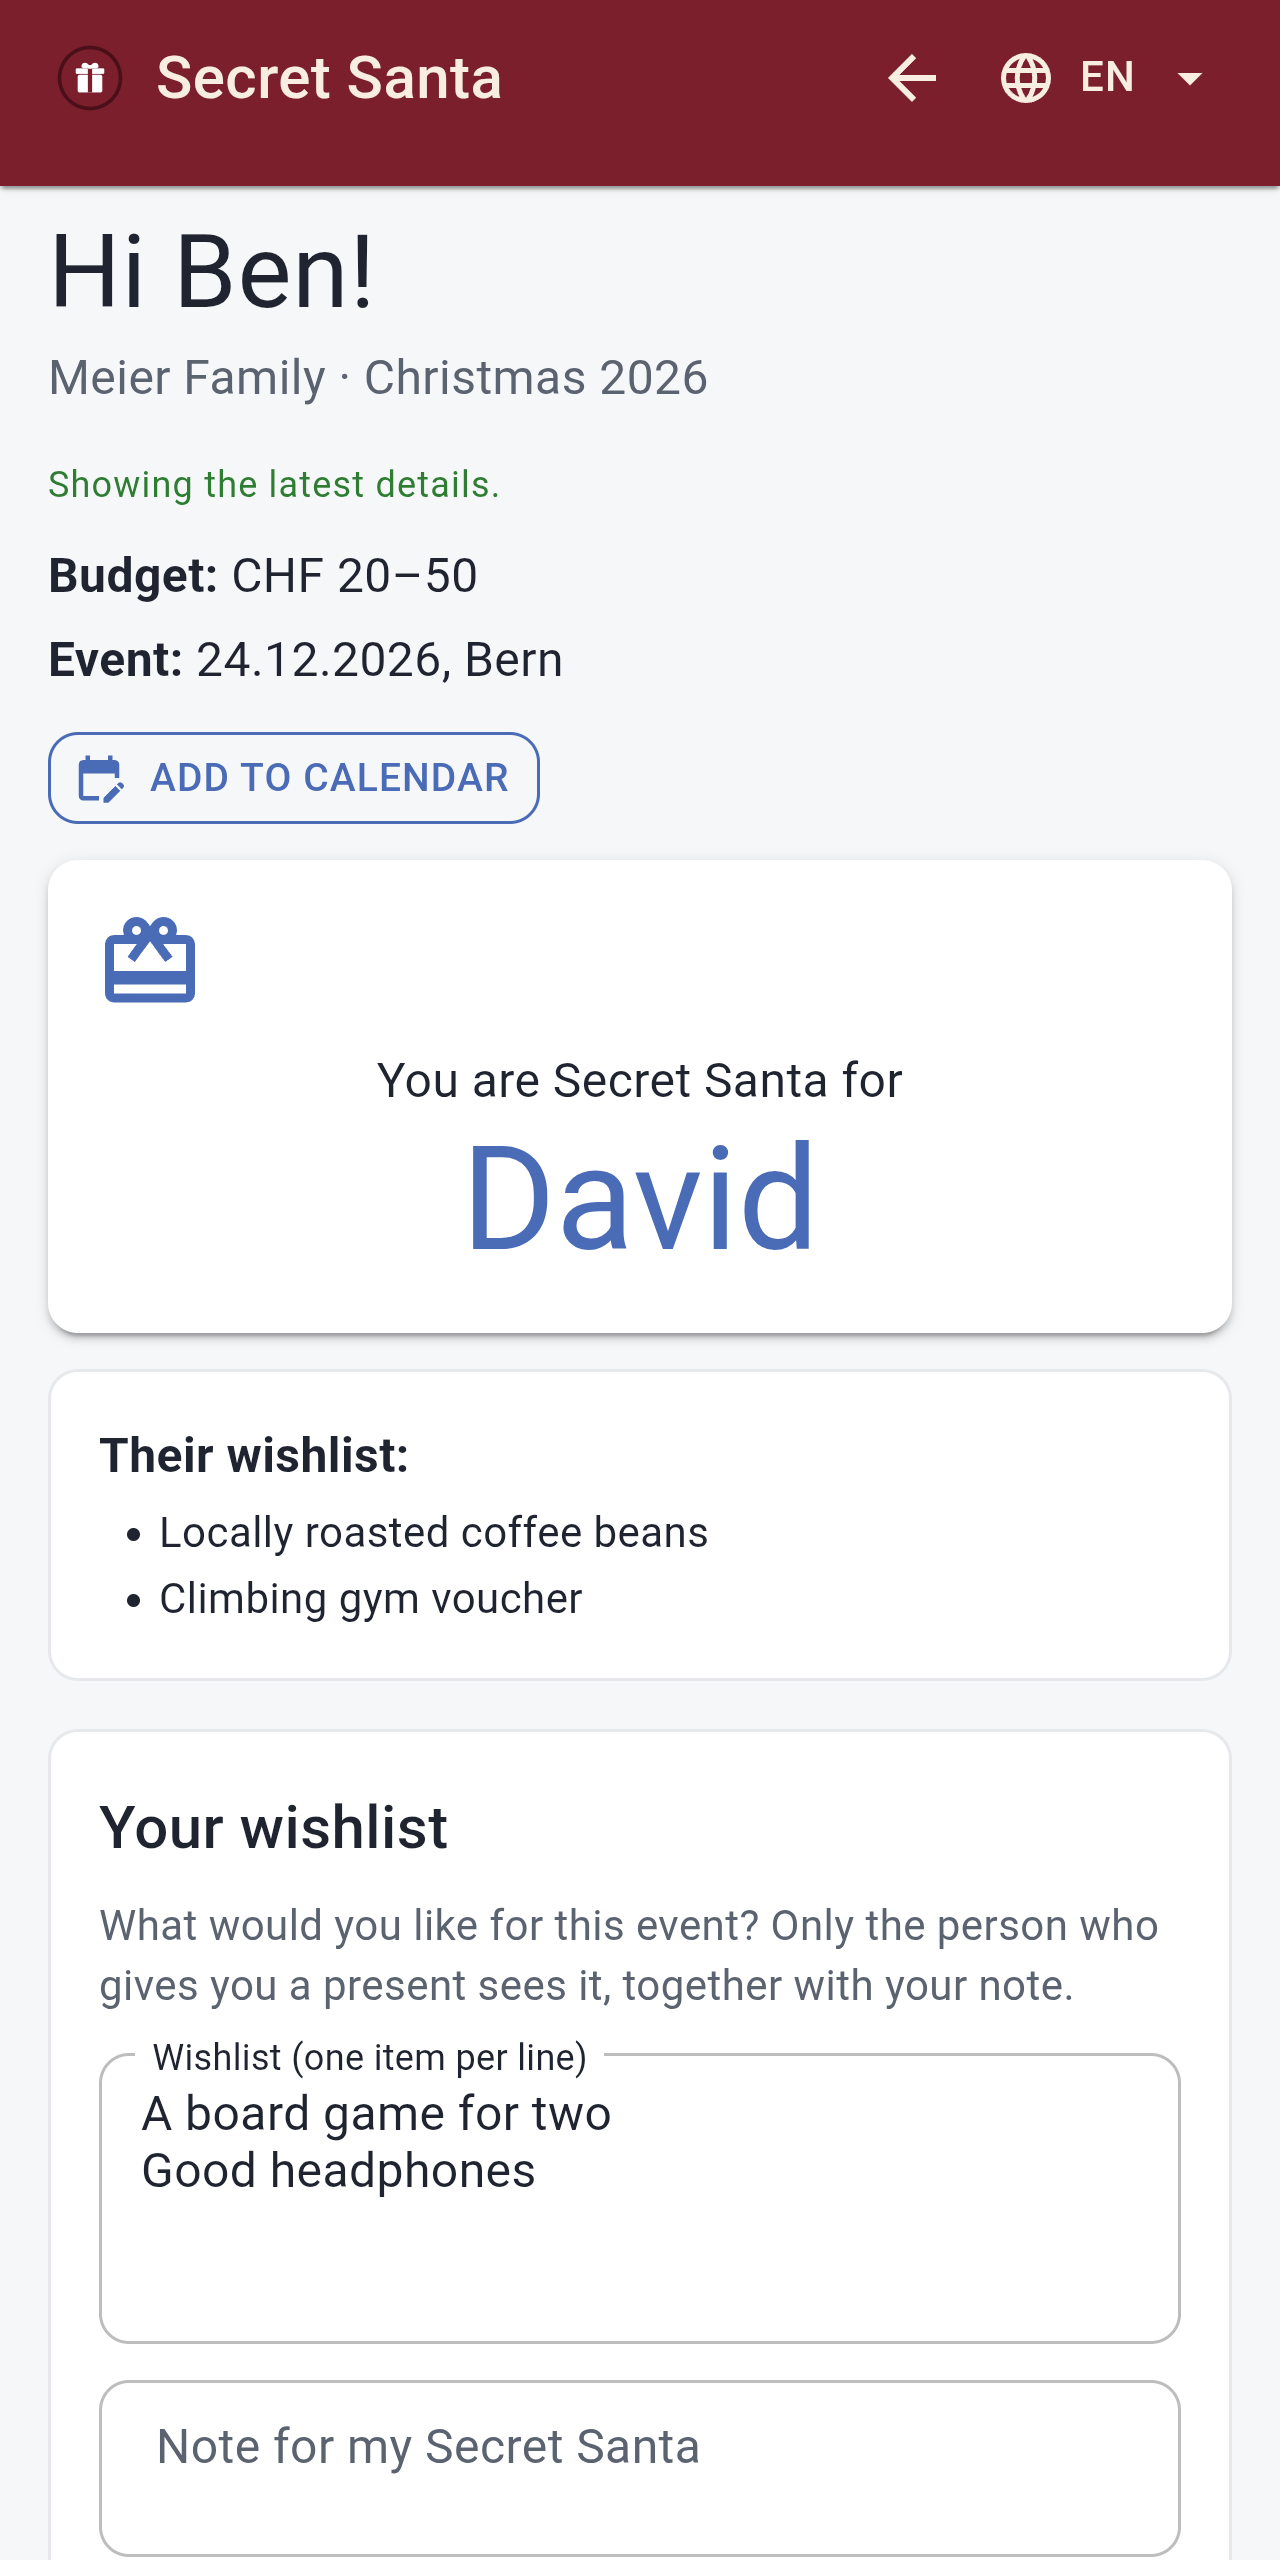 Secret Santa
EN
Hi Ben!
Meier Family · Christmas 2026
Showing the latest details.
Budget: CHF 20–50
Event: 24.12.2026, Bern
ADD TO CALENDAR
You are Secret Santa for
David
Their wishlist:
• Locally roasted coffee beans
• Climbing gym voucher
Your wishlist
What would you like for this event? Only the person who
gives you a present sees it, together with your note.
Wishlist (one item per line)
A board game for two
Good headphones
Note for my Secret Santa